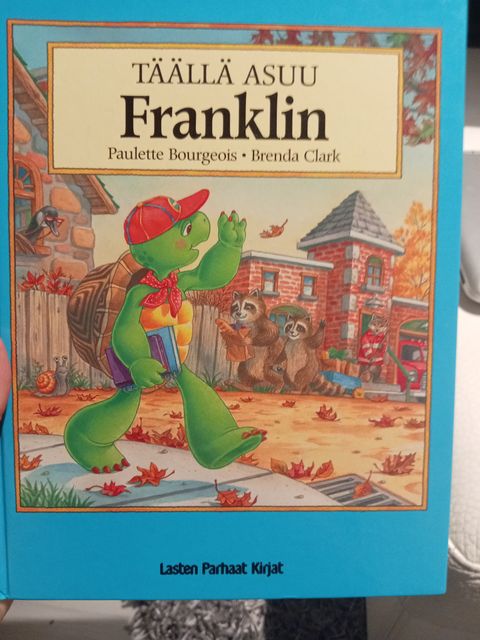 TÄÄLLÄ ASUU
Franklin
Paulette Bourgeois • Brenda Clark
Lasten Parhaat Kirjat